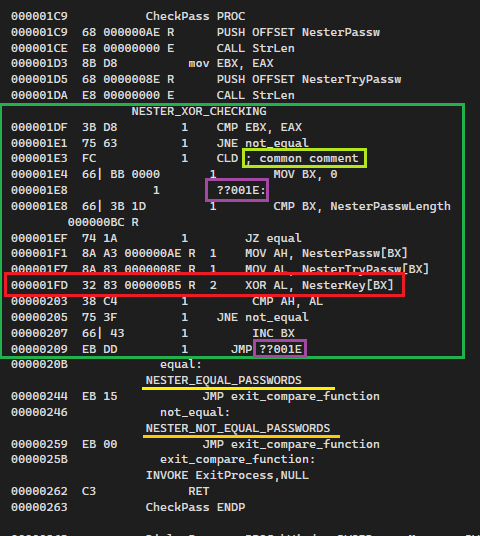 000001C9 CheckPass PROC
000001C9 68 000000AE R PUSH OFFSET NesterPassw
000001CE E8 00000000 E CALL StrLen
000001D3 8B D8 mov EBX, EAX
000001D5 68 0000008E R PUSH OFFSET NesterTryPassw
000001DA E8 00000000 E CALL StrLen
NESTER_XOR_CHECKING
000001DF 3B D8 1 CMP EBX, EAX
000001E1 75 63 1 JNE not_equal
000001E3 FC 1 CLD ; common comment
000001E4 66| BB 0000 1 MOV BX, 0
000001E8 1 ??001E:
000001E8 66| 3B 1D 1 CMP BX, NesterPasswLength
000000BC R
000001EF 74 1A 1 JZ equal
000001F1 8A A3 000000AE R 1 MOV AH, NesterPassw[BX]
000001F7 8A 83 0000008E R 1 MOV AL, NesterTryPassw[BX]
000001FD 32 83 000000B5 R 2 XOR AL, NesterKey[BX]
00000203 38 C4 1 CMP AH, AL
00000205 75 3F 1 JNE not_equal
00000207 66| 43 1 INC BX
00000209 EB DD 1 JMP ??001E
0000020B equal:
NESTER_EQUAL_PASSWORDS
00000244 EB 15 JMP exit_compare_function
00000246 not_equal:
NESTER_NOT_EQUAL_PASSWORDS
00000259 EB 00 JMP exit_compare_function
0000025B exit_compare_function:
INVOKE ExitProcess,NULL
00000262 C3 RET
00000263 CheckPass ENDP